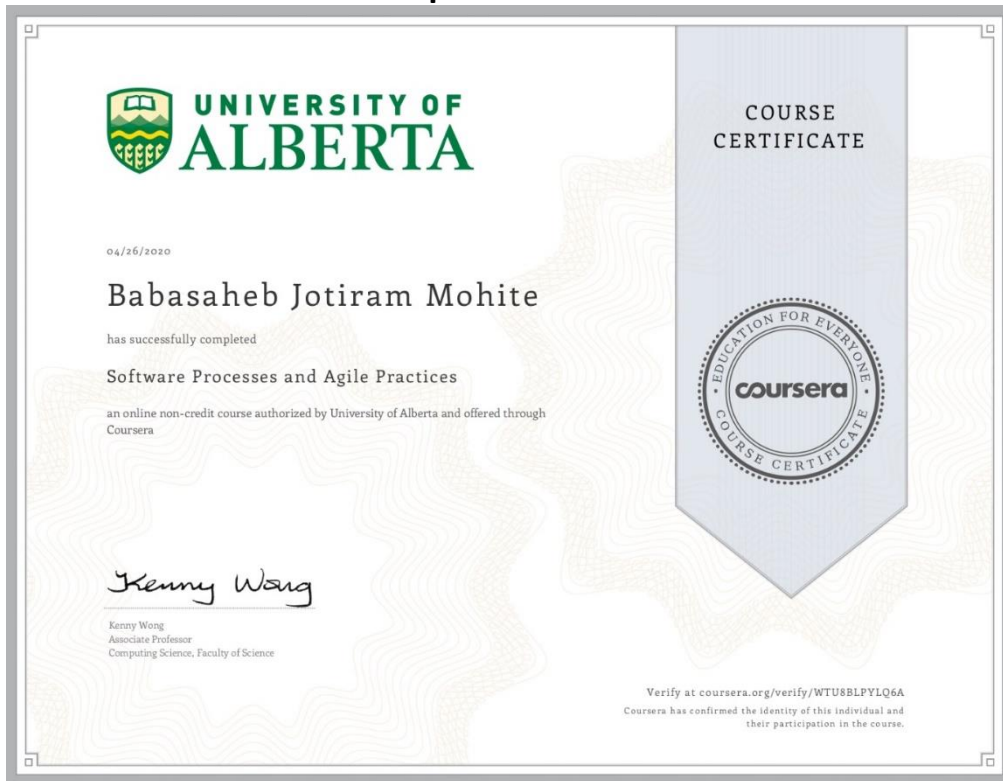 UNIVERSITY OF
ALBERTA
COURSE
CERTIFICATE
04/26/2020
Babasaheb Jotiram Mohite
has successfully completed
Software Processes and Agile Practices
an online non-credit course authorized by University of Alberta and offered through
Coursera
EDUCATION FOR EVERYONE
coursera
COURSE CERTIFICATE
Kenny Wong
Kenny Wong
Associate Professor
Computing Science, Faculty of Science
Verify at coursera.org/verify/WTU8BLPYLQ6A
Coursera has confirmed the identity of this individual and
their participation in the course.